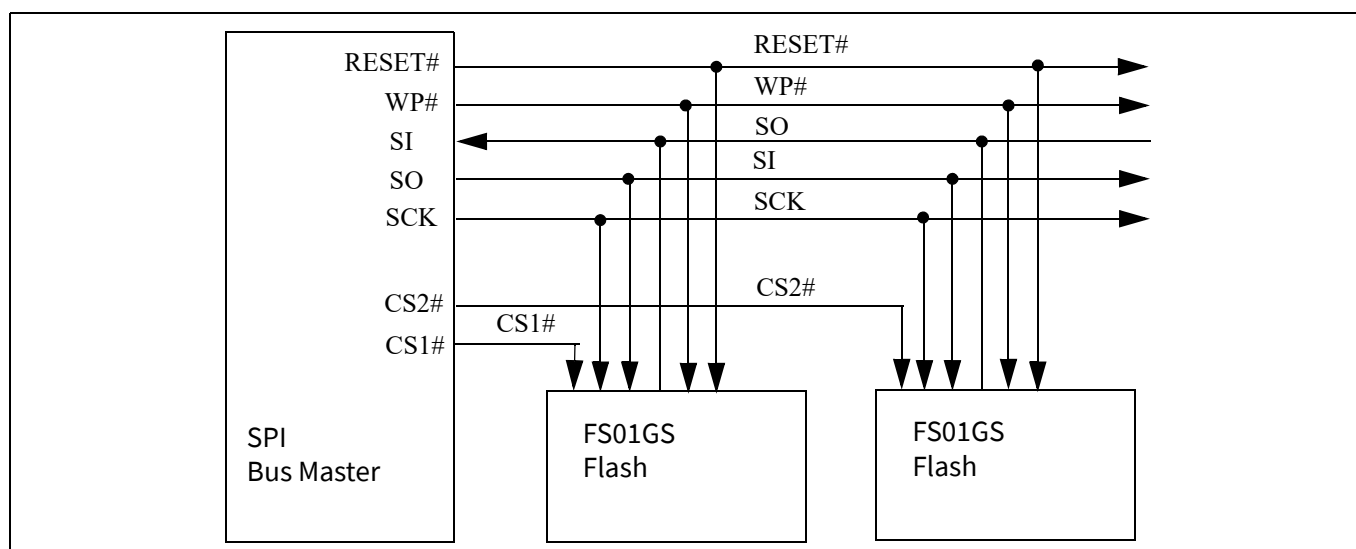 RESET#
RESET#
WP#
WP#
SI
SO
SO
SI
SCK
SCK
CS2#
CS2#
CS1#
CS1#
SPI
Bus Master
FS01GS
Flash
FS01GS
Flash